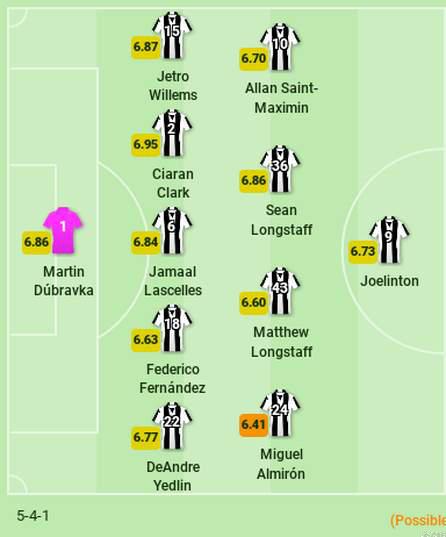 15
6.87
Jetro
Willems
10
6.70
Allan Saint-
Maximin
2
6.95
Ciaran
Clark
36
6.86
Sean
Longstaff
1
6.86
Martin
Dúbravka
6
6.84
Jamaal
Lascelles
9
6.73
Joelinton
43
6.60
Matthew
Longstaff
18
6.63
Federico
Fernández
22
6.77
DeAndre
Yedlin
24
6.41
Miguel
Almirón
5-4-1
(Possible